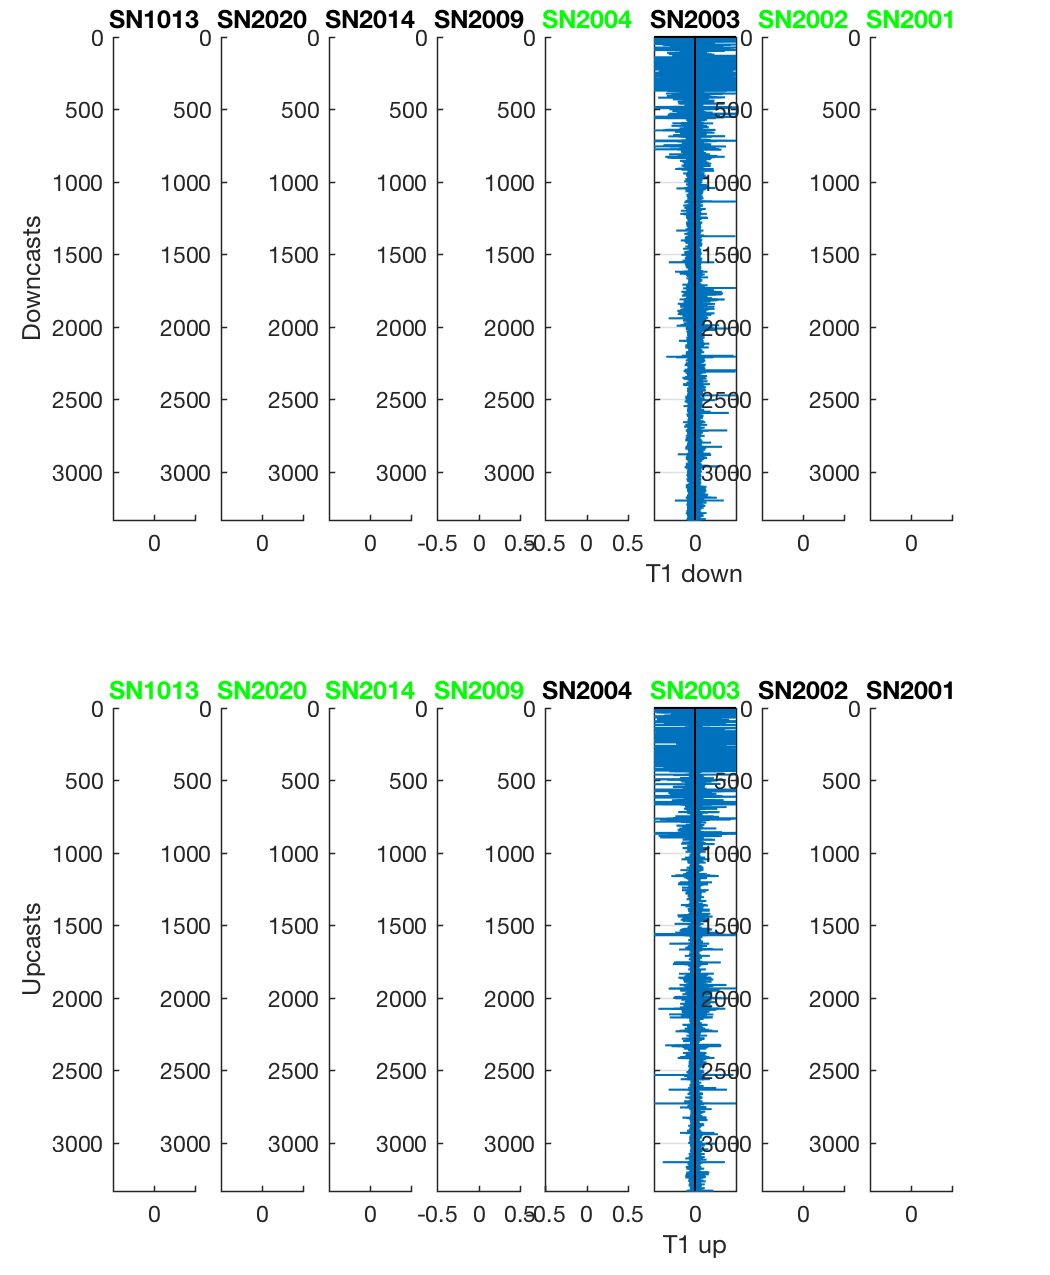 SN1013 SN2020 SN2014 SN2009 SN2004 SN2003 SN2002 SN2001
0 0 0 0 0 0 0
500 500 500 500 500 500 500
1000 1000 1000 1000 1000 1000 1000
1500 1500 1500 1500 1500 1500 1500
Downcasts
2000 2000 2000 2000 2000 2000 2000
2500 2500 2500 2500 2500 2500 2500
3000 3000 3000 3000 3000 3000 3000
0 0 0 -0.5 0 0.5 -0.5 0 0.5 0 0 0
T1 down
SN1013 SN2020 SN2014 SN2009 SN2004 SN2003 SN2002 SN2001
0 0 0 0 0 0 0
500 500 500 500 500 500 500
1000 1000 1000 1000 1000 1000 1000
1500 1500 1500 1500 1500 1500 1500
Upcasts
2000 2000 2000 2000 2000 2000 2000
2500 2500 2500 2500 2500 2500 2500
3000 3000 3000 3000 3000 3000 3000
0 0 0 -0.5 0 0.5 -0.5 0 0.5 0 0 0
T1 up